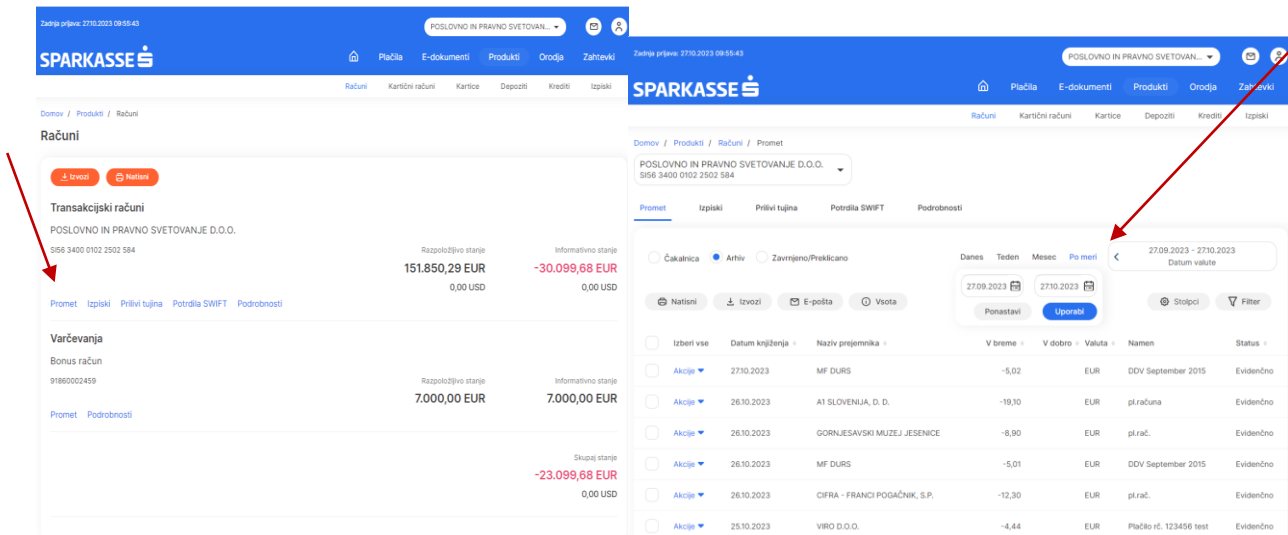 Zadnja prijava: 27.10.2023 09:55:43
POSLOVNO IN PRAVNO SVETOVAN...
SPARKASSE
Plačila E-dokumenti Produkti Orodja Zahtevki
Računi Kartični računi Kartice Depoziti Krediti Izpiski
Domov / Produkti / Računi
Računi
Izvozi Natisni
Transakcijski računi
POSLOVNO IN PRAVNO SVETOVANJE D.O.O.
SI56 3400 0102 2502 584 Razpoložljivo stanje Informativno stanje
151.850,29 EUR -30.099,68 EUR
0,00 USD 0,00 USD
Promet Izpiski Prilivi tujina Potrdila SWIFT Podrobnosti
Varčevanja
Bonus račun
91860002459 Razpoložljivo stanje Informativno stanje
7.000,00 EUR 7.000,00 EUR
Promet Podrobnosti
Skupaj stanje
-23.099,68 EUR
0,00 USD
Zadnja prijava: 27.10.2023 09:55:43
POSLOVNO IN PRAVNO SVETOVAN...
SPARKASSE
Plačila E-dokumenti Produkti Orodja Zahtevki
Računi Kartični računi Kartice Depoziti Krediti Izpiski
Domov / Produkti / Računi / Promet
POSLOVNO IN PRAVNO SVETOVANJE D.O.O.
SI56 3400 0102 2502 584
Promet Izpiski Prilivi tujina Potrdila SWIFT Podrobnosti
Čakalnica Arhiv Zavrnjeno/Preklicano Danes Teden Mesec Po meri 27.09.2023 - 27.10.2023
Datum valute
27.09.2023 27.10.2023
Natisni Izvozi E-pošta Vsota Stolpci Filter
Ponastavi Uporabi
Izberi vse Datum knjiženja Naziv prejemnika V breme V dobro Valuta Namen Status
Akcije 27.10.2023 MF DURS -5,02 EUR DDV September 2015 Evidenčno
Akcije 26.10.2023 A1 SLOVENIJA, D. D. -19,10 EUR pl.računa Evidenčno
Akcije 26.10.2023 GORNJESAVSKI MUZEJ JESENICE -8,90 EUR pl.rač. Evidenčno
Akcije 26.10.2023 MF DURS -5,01 EUR DDV September 2015 Evidenčno
Akcije 26.10.2023 CIFRA - FRANCI POGAČNIK, S.P. -12,30 EUR pl.rač. Evidenčno
Akcije 25.10.2023 VIRO D.O.O. -4,44 EUR Plačilo rč. 123456 test Evidenčno